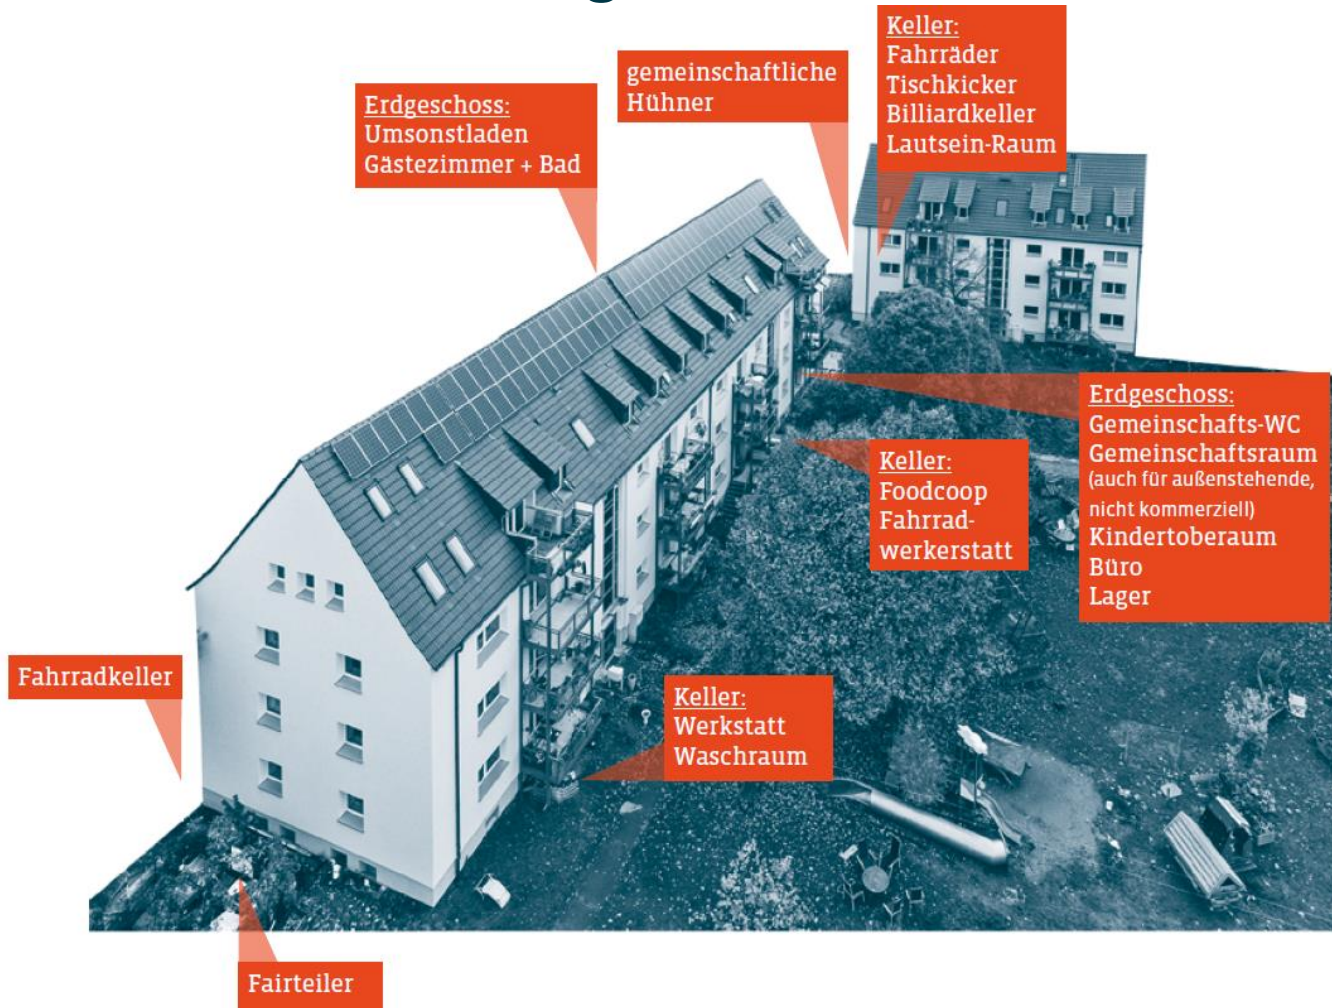 Keller:
Fahrräder
Tischkicker
Billiardkeller
Lautsein-Raum
gemeinschaftliche
Hühner
Erdgeschoss:
Umsonstladen
Gästezimmer + Bad
Erdgeschoss:
Gemeinschafts-WC
Gemeinschaftsraum
(auch für außenstehende,
nicht kommerziell)
Kindertoberaum
Büro
Lager
Keller:
Foodcoop
Fahrrad-
werkerstatt
Fahrradkeller
Keller:
Werkstatt
Waschraum
Fairteiler